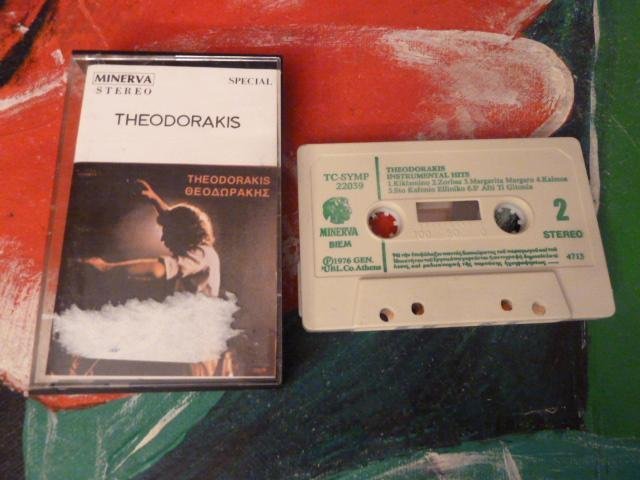 MINERVA
STEREO
SPECIAL
THEODORAKIS
THEODORAKIS
ΘΕΟΔΩΡΑΚΗΣ
TC-SYMP
22039
MINERVA
BIEM
Ⓟ1976 GEN.
PUBL.Co.Athens
THEODORAKIS
INSTRUMENTAL HITS
1.Kiklamino 2.Zorbas 3.Margarita Margaro 4.Kaimos
5.Sto Kafenio Elliniko 6.S' Afti Ti Gitonia
2
STEREO
4715